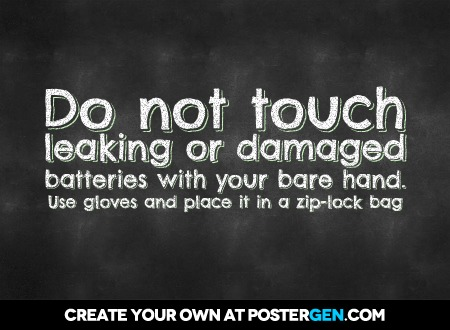 Do not touch
leaking or damaged
batteries with your bare hand.
Use gloves and place it in a zip-lock bag
CREATE YOUR OWN AT POSTERGEN.COM